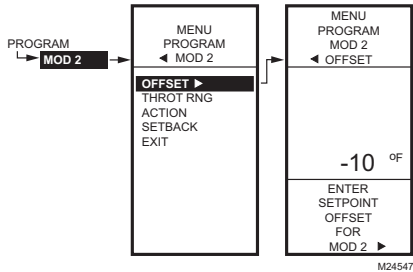 PROGRAM
MOD 2
MENU
PROGRAM
◄ MOD 2
OFFSET ►
THROT RNG
ACTION
SETBACK
EXIT
MENU
PROGRAM
MOD 2
◄ OFFSET
-10 ºF
ENTER
SETPOINT
OFFSET
FOR
MOD 2 ►
M24547